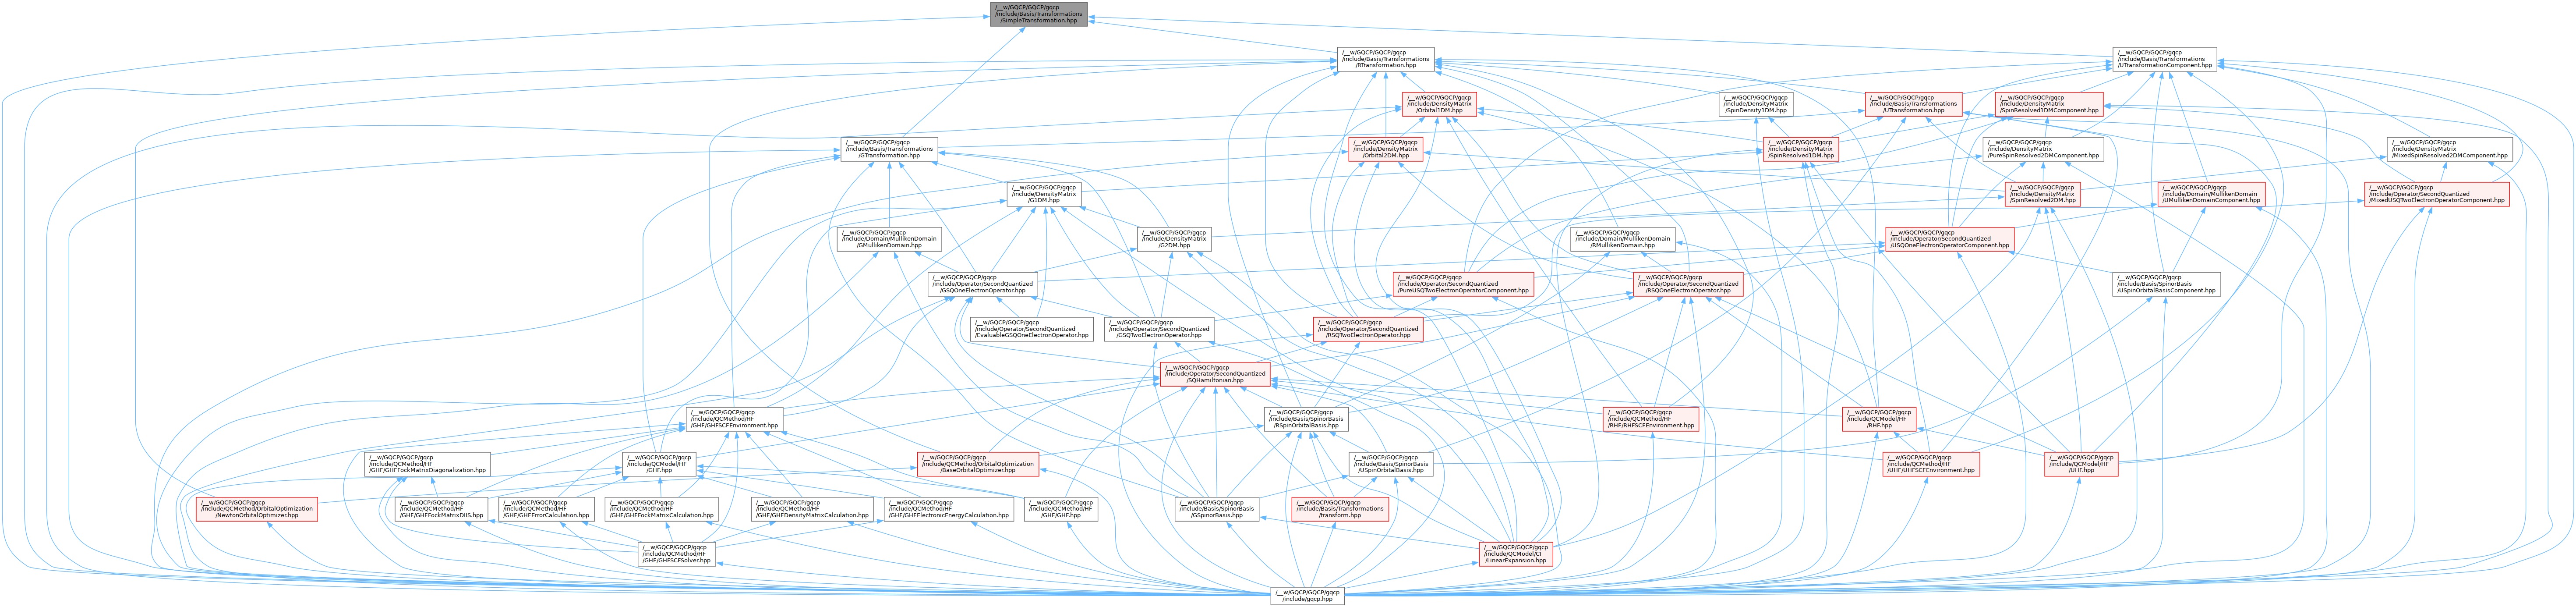 /__w/GQCP/GQCP/gqcp
/include/Basis/Transformations
/SimpleTransformation.hpp
/__w/GQCP/GQCP/gqcp
/include/Basis/Transformations
/RTransformation.hpp
/__w/GQCP/GQCP/gqcp
/include/Basis/Transformations
/UTransformationComponent.hpp
/__w/GQCP/GQCP/gqcp
/include/DensityMatrix
/Orbital1DM.hpp
/__w/GQCP/GQCP/gqcp
/include/DensityMatrix
/SpinDensity1DM.hpp
/__w/GQCP/GQCP/gqcp
/include/Basis/Transformations
/UTransformation.hpp
/__w/GQCP/GQCP/gqcp
/include/DensityMatrix
/SpinResolved1DMComponent.hpp
/__w/GQCP/GQCP/gqcp
/include/Basis/Transformations
/GTransformation.hpp
/__w/GQCP/GQCP/gqcp
/include/DensityMatrix
/Orbital2DM.hpp
/__w/GQCP/GQCP/gqcp
/include/DensityMatrix
/SpinResolved1DM.hpp
/__w/GQCP/GQCP/gqcp
/include/DensityMatrix
/PureSpinResolved2DMComponent.hpp
/__w/GQCP/GQCP/gqcp
/include/DensityMatrix
/MixedSpinResolved2DMComponent.hpp
/__w/GQCP/GQCP/gqcp
/include/DensityMatrix
/G1DM.hpp
/__w/GQCP/GQCP/gqcp
/include/DensityMatrix
/SpinResolved2DM.hpp
/__w/GQCP/GQCP/gqcp
/include/Domain/MullikenDomain
/UMullikenDomainComponent.hpp
/__w/GQCP/GQCP/gqcp
/include/Operator/SecondQuantized
/MixedUSQTwoElectronOperatorComponent.hpp
/__w/GQCP/GQCP/gqcp
/include/Domain/MullikenDomain
/GMullikenDomain.hpp
/__w/GQCP/GQCP/gqcp
/include/DensityMatrix
/G2DM.hpp
/__w/GQCP/GQCP/gqcp
/include/Domain/MullikenDomain
/RMullikenDomain.hpp
/__w/GQCP/GQCP/gqcp
/include/Operator/SecondQuantized
/USQOneElectronOperatorComponent.hpp
/__w/GQCP/GQCP/gqcp
/include/Operator/SecondQuantized
/GSQOneElectronOperator.hpp
/__w/GQCP/GQCP/gqcp
/include/Operator/SecondQuantized
/PureUSQTwoElectronOperatorComponent.hpp
/__w/GQCP/GQCP/gqcp
/include/Operator/SecondQuantized
/RSQOneElectronOperator.hpp
/__w/GQCP/GQCP/gqcp
/include/Basis/SpinorBasis
/USpinOrbitalBasisComponent.hpp
/__w/GQCP/GQCP/gqcp
/include/Operator/SecondQuantized
/EvaluableGSQOneElectronOperator.hpp
/__w/GQCP/GQCP/gqcp
/include/Operator/SecondQuantized
/GSQTwoElectronOperator.hpp
/__w/GQCP/GQCP/gqcp
/include/Operator/SecondQuantized
/RSQTwoElectronOperator.hpp
/__w/GQCP/GQCP/gqcp
/include/Operator/SecondQuantized
/SQHamiltonian.hpp
/__w/GQCP/GQCP/gqcp
/include/QCMethod/HF
/GHF/GHFSCFEnvironment.hpp
/__w/GQCP/GQCP/gqcp
/include/Basis/SpinorBasis
/RSpinOrbitalBasis.hpp
/__w/GQCP/GQCP/gqcp
/include/QCMethod/HF
/RHF/RHFSCFEnvironment.hpp
/__w/GQCP/GQCP/gqcp
/include/QCModel/HF
/RHF.hpp
/__w/GQCP/GQCP/gqcp
/include/QCMethod/HF
/GHF/GHFFockMatrixDiagonalization.hpp
/__w/GQCP/GQCP/gqcp
/include/QCModel/HF
/GHF.hpp
/__w/GQCP/GQCP/gqcp
/include/QCMethod/OrbitalOptimization
/BaseOrbitalOptimizer.hpp
/__w/GQCP/GQCP/gqcp
/include/Basis/SpinorBasis
/USpinOrbitalBasis.hpp
/__w/GQCP/GQCP/gqcp
/include/QCMethod/HF
/UHF/UHFSCFEnvironment.hpp
/__w/GQCP/GQCP/gqcp
/include/QCModel/HF
/UHF.hpp
/__w/GQCP/GQCP/gqcp
/include/QCMethod/OrbitalOptimization
/NewtonOrbitalOptimizer.hpp
/__w/GQCP/GQCP/gqcp
/include/QCMethod/HF
/GHF/GHFFockMatrixDIIS.hpp
/__w/GQCP/GQCP/gqcp
/include/QCMethod/HF
/GHF/GHFErrorCalculation.hpp
/__w/GQCP/GQCP/gqcp
/include/QCMethod/HF
/GHF/GHFFockMatrixCalculation.hpp
/__w/GQCP/GQCP/gqcp
/include/QCMethod/HF
/GHF/GHFDensityMatrixCalculation.hpp
/__w/GQCP/GQCP/gqcp
/include/QCMethod/HF
/GHF/GHFElectronicEnergyCalculation.hpp
/__w/GQCP/GQCP/gqcp
/include/QCMethod/HF
/GHF/GHF.hpp
/__w/GQCP/GQCP/gqcp
/include/Basis/SpinorBasis
/GSpinorBasis.hpp
/__w/GQCP/GQCP/gqcp
/include/Basis/Transformations
/transform.hpp
/__w/GQCP/GQCP/gqcp
/include/QCMethod/HF
/GHF/GHFSCFSolver.hpp
/__w/GQCP/GQCP/gqcp
/include/QCModel/CI
/LinearExpansion.hpp
/__w/GQCP/GQCP/gqcp
/include/gqcp.hpp